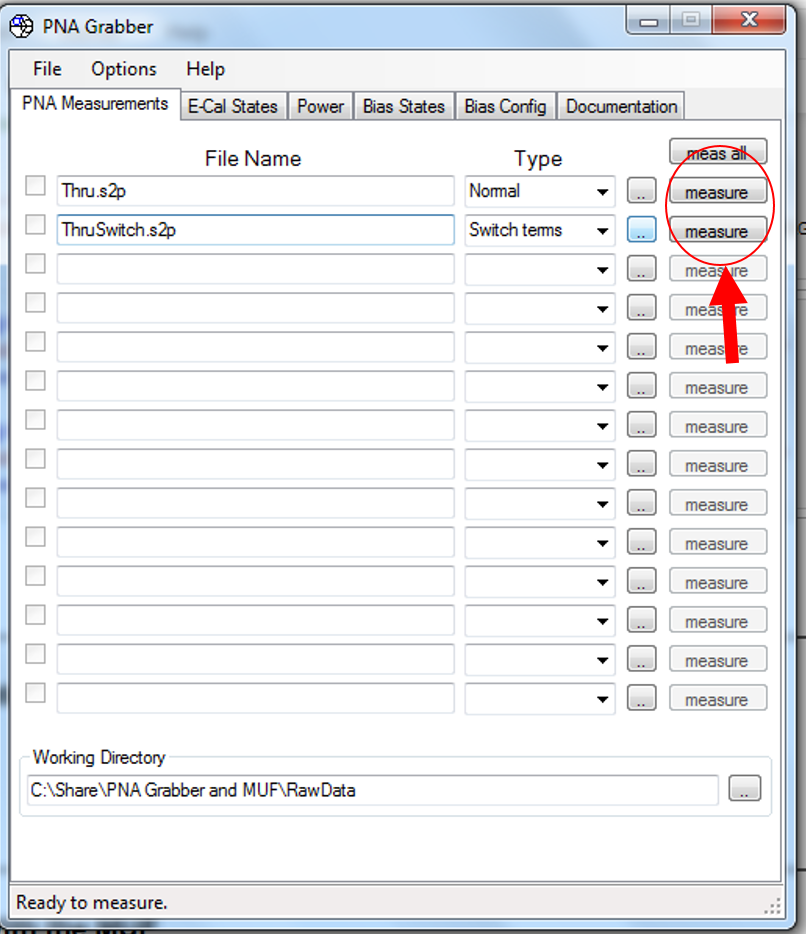 PNA Grabber
File Options Help
PNA Measurements E-Cal States Power Bias States Bias Config Documentation
meas all
File Name Type
Thru.s2p Normal .. measure
ThruSwitch.s2p Switch terms .. measure
.. measure
.. measure
.. measure
.. measure
.. measure
.. measure
.. measure
.. measure
.. measure
.. measure
.. measure
.. measure
Working Directory
C:\Share\PNA Grabber and MUF\RawData ..
Ready to measure.